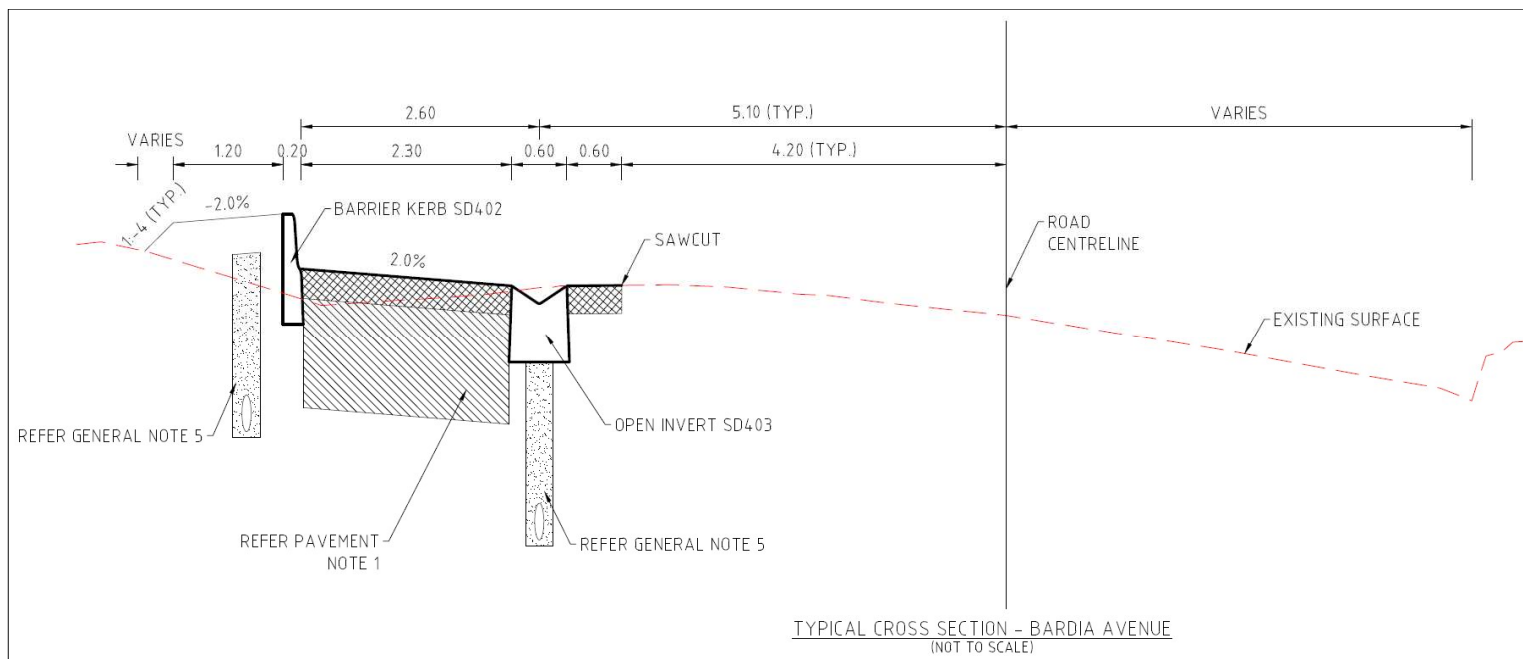 2.60
5.10 (TYP.)
VARIES
VARIES
1.20
0.20
2.30
0.60
0.60
4.20 (TYP.)
1:-4 (TYP.)
-2.0%
BARRIER KERB SD402
2.0%
SAWCUT
ROAD
CENTRELINE
EXISTING SURFACE
OPEN INVERT SD403
REFER GENERAL NOTE 5
REFER PAVEMENT
NOTE 1
REFER GENERAL NOTE 5
TYPICAL CROSS SECTION - BARDIA AVENUE
(NOT TO SCALE)